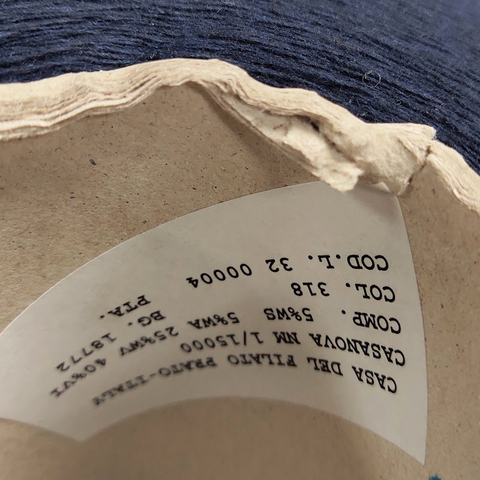 CASA DEL FILATO PRATO-ITALY
CASANOVA NM 1/15000
COMP. 5%WS 5%WA 25%WV 40%VI
COL. 318 BG. 18772
COD.L. 32 00004 PTA.